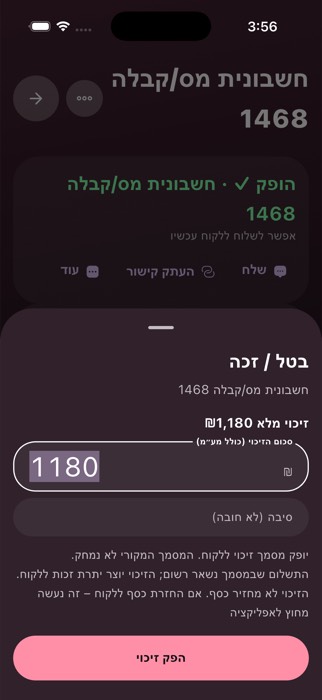 3:56
חשבונית מס/קבלה
1468
הופק ✓ · חשבונית מס/קבלה
1468
אפשר לשלוח ללקוח עכשיו
שלח
העתק קישור
עוד
בטל / זכה
חשבונית מס/קבלה 1468
זיכוי מלא ₪1,180
סכום הזיכוי (כולל מע״מ)
₪ 1180
סיבה (לא חובה)
יופק מסמך זיכוי ללקוח. המסמך המקורי לא נמחק.
התשלום שבמסמך נשאר רשום; הזיכוי יוצר יתרת זכות ללקוח.
הזיכוי לא מחזיר כסף. אם החזרת כסף ללקוח – זה נעשה
מחוץ לאפליקציה
הפק זיכוי